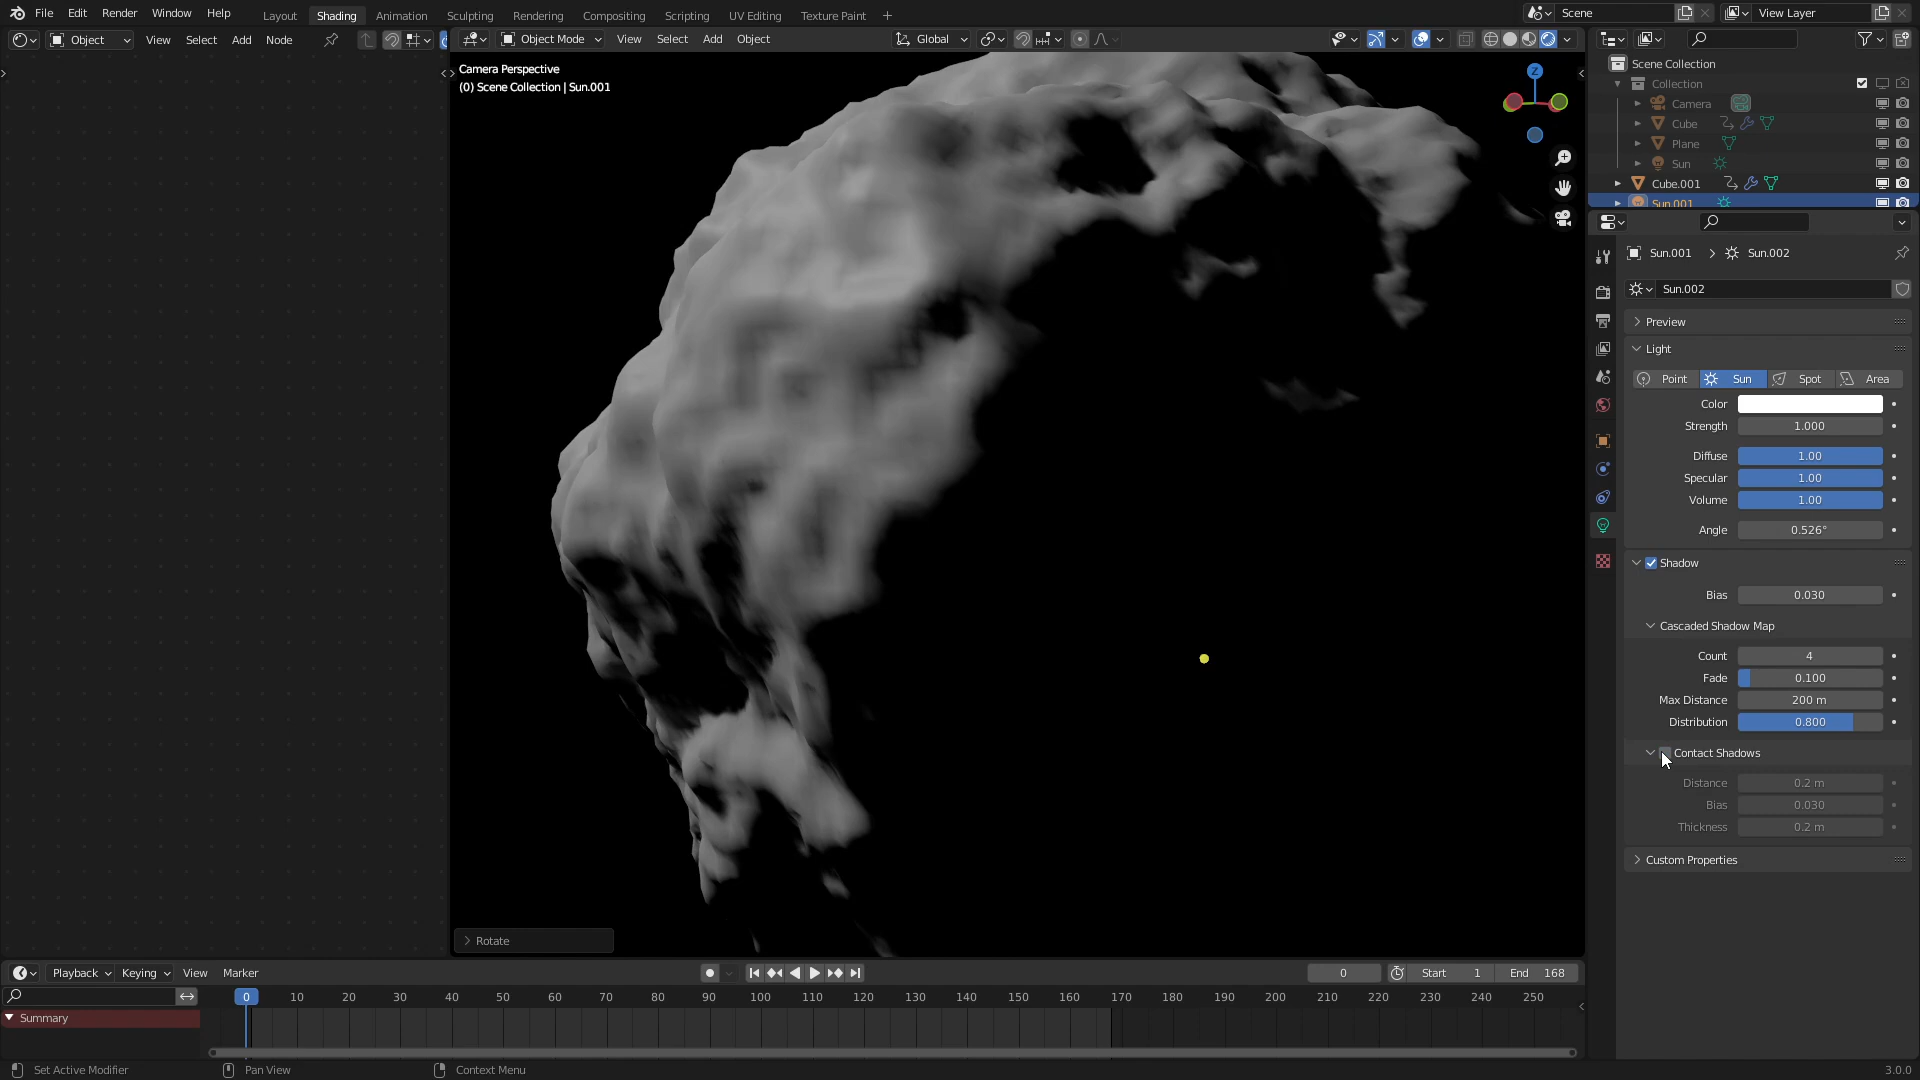 File Edit Render Window Help
Layout Shading Animation Sculpting Rendering Compositing Scripting UV Editing Texture Paint +
Scene
View Layer
Object View Select Add Node
Object Mode View Select Add Object
Global
Camera Perspective
(0) Scene Collection | Sun.001
Z
Scene Collection
Collection
Camera
Cube
Plane
Sun
Cube.001
Sun.001
Sun.001 > Sun.002
Sun.002
Preview
Light
Point Sun Spot Area
Color
Strength 1.000
Diffuse 1.00
Specular 1.00
Volume 1.00
Angle 0.526°
Shadow
Bias 0.030
Cascaded Shadow Map
Count 4
Fade 0.100
Max Distance 200 m
Distribution 0.800
Contact Shadows
Distance 0.2 m
Bias 0.030
Thickness 0.2 m
Custom Properties
Rotate
Playback Keying View Marker
0
Start 1
End 168
0 10 20 30 40 50 60 70 80 90 100 110 120 130 140 150 160 170 180 190 200 210 220 230 240 250
Summary
Set Active Modifier
Pan View
Context Menu
3.0.0